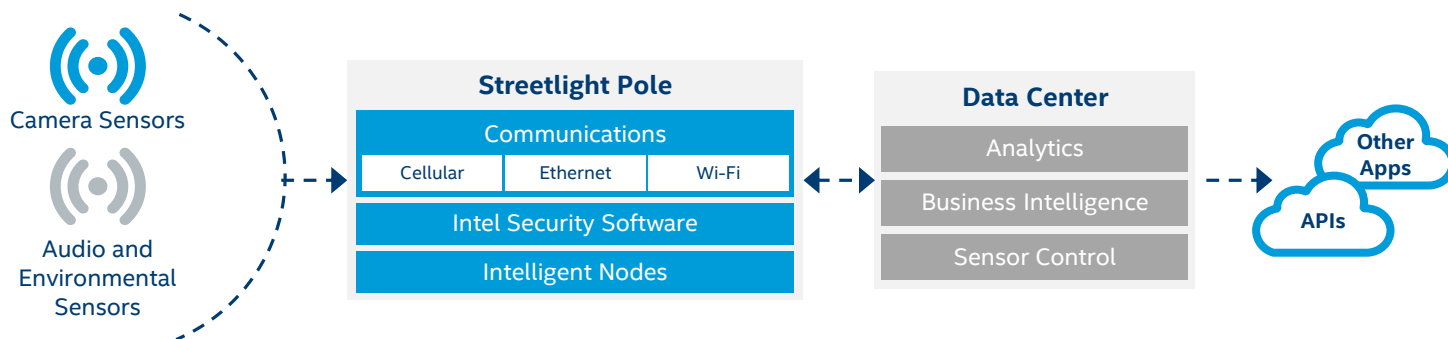 Camera Sensors
Audio and
Environmental
Sensors
Streetlight Pole
Communications
Cellular
Ethernet
Wi-Fi
Intel Security Software
Intelligent Nodes
Data Center
Analytics
Business Intelligence
Sensor Control
Other
Apps
APIs